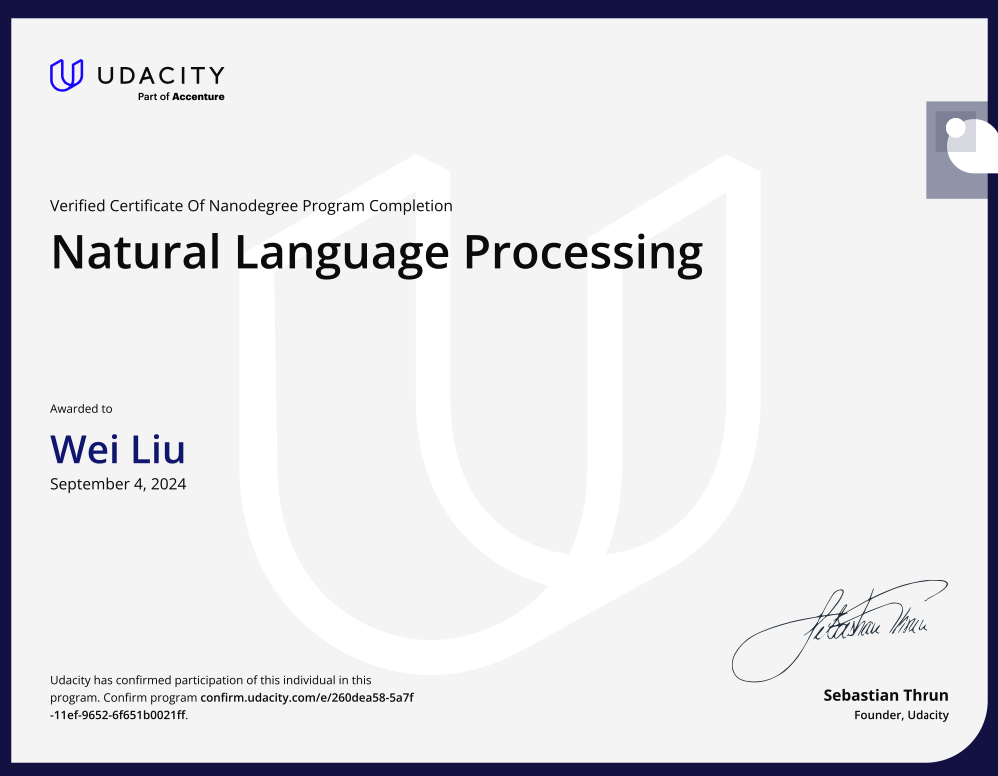 UDACITY
Part of Accenture
Verified Certificate Of Nanodegree Program Completion
Natural Language Processing
Awarded to
Wei Liu
September 4, 2024
Udacity has confirmed participation of this individual in this
program. Confirm program confirm.udacity.com/e/260dea58-5a7f
-11ef-9652-6f651b0021ff.
Sebastian Thrun
Sebastian Thrun
Founder, Udacity